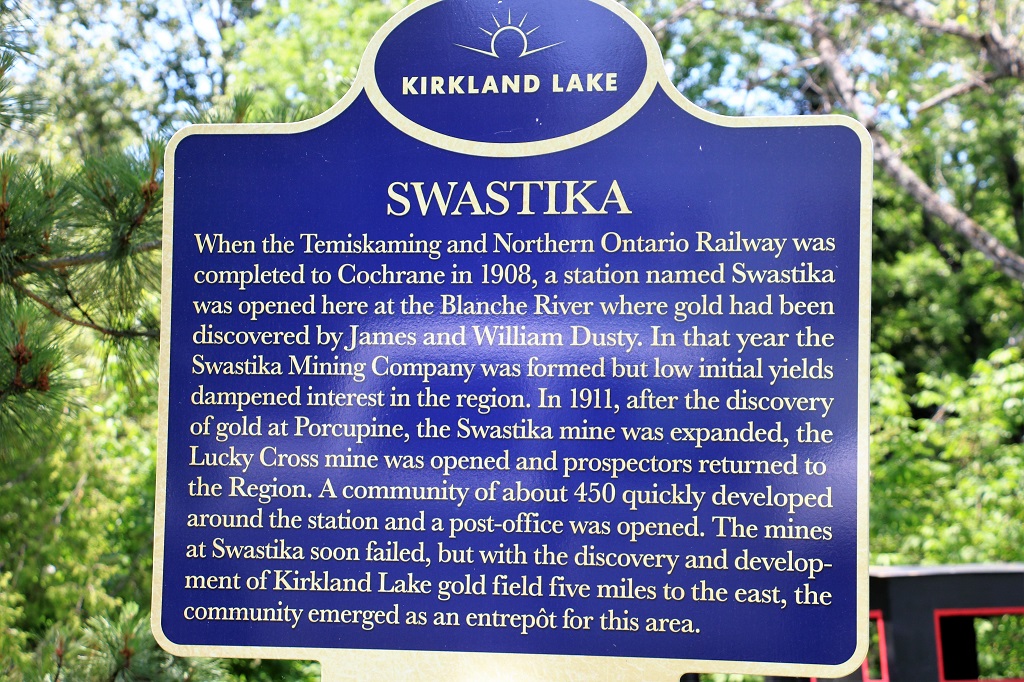 KIRKLAND LAKE
SWASTIKA
When the Temiskaming and Northern Ontario Railway was
completed to Cochrane in 1908, a station named Swastika
was opened here at the Blanche River where gold had been
discovered by James and William Dusty. In that year the
Swastika Mining Company was formed but low initial yields
dampened interest in the region. In 1911, after the discovery
of gold at Porcupine, the Swastika mine was expanded, the
Lucky Cross mine was opened and prospectors returned to
the Region. A community of about 450 quickly developed
around the station and a post-office was opened. The mines
at Swastika soon failed, but with the discovery and develop-
ment of Kirkland Lake gold field five miles to the east, the
community emerged as an entrepôt for this area.